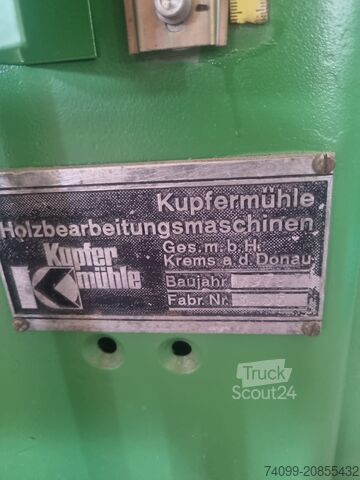 Kupfermühle
Holzbearbeitungsmaschinen
Kupfer
mühle
Ges.m.b.H.
Krems a.d.Donau
Baujahr
Fabr.Nr.
Truck
Scout24
74099-20855432